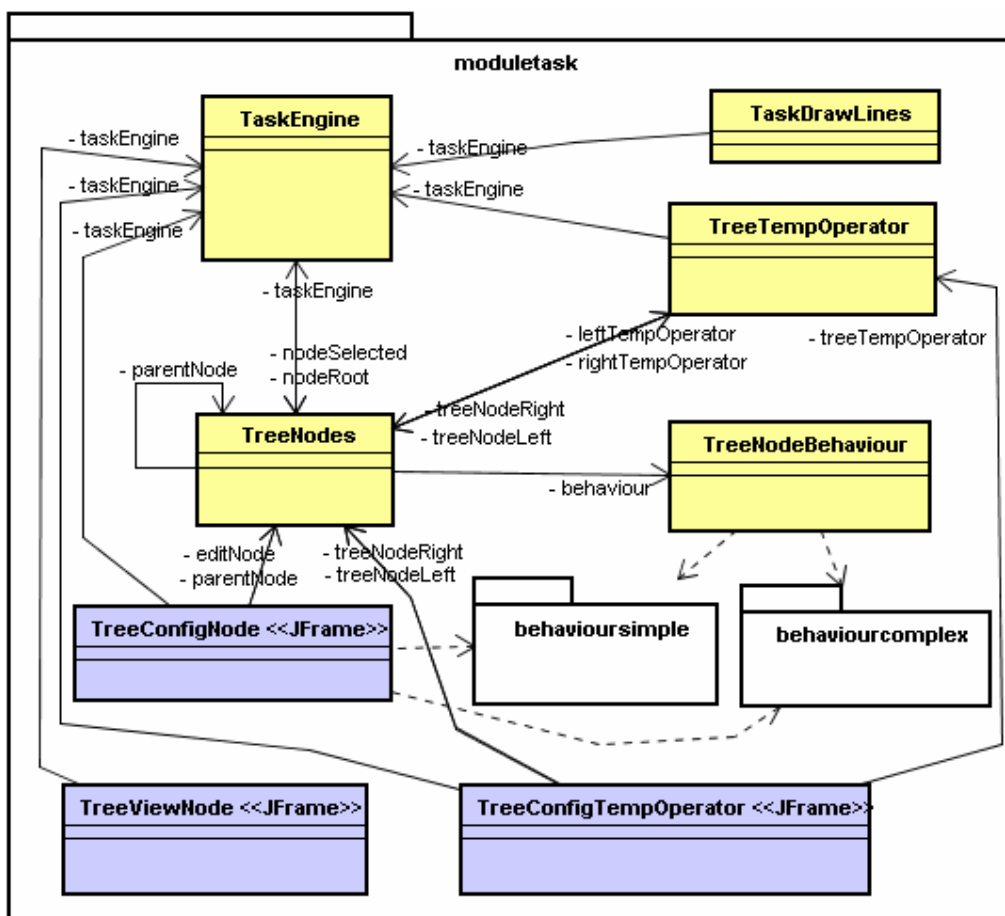 moduletask
TaskEngine
TaskDrawLines
- taskEngine
- taskEngine
- taskEngine
- taskEngine
- taskEngine
TreeTempOperator
- taskEngine
- leftTempOperator
- rightTempOperator
- treeTempOperator
- nodeSelected
- nodeRoot
- parentNode
- treeNodeRight
- treeNodeLeft
TreeNodes
TreeNodeBehaviour
- behaviour
- editNode
- parentNode
- treeNodeRight
- treeNodeLeft
TreeConfigNode <<JFrame>>
behavioursimple
behaviourcomplex
TreeViewNode <<JFrame>>
TreeConfigTempOperator <<JFrame>>